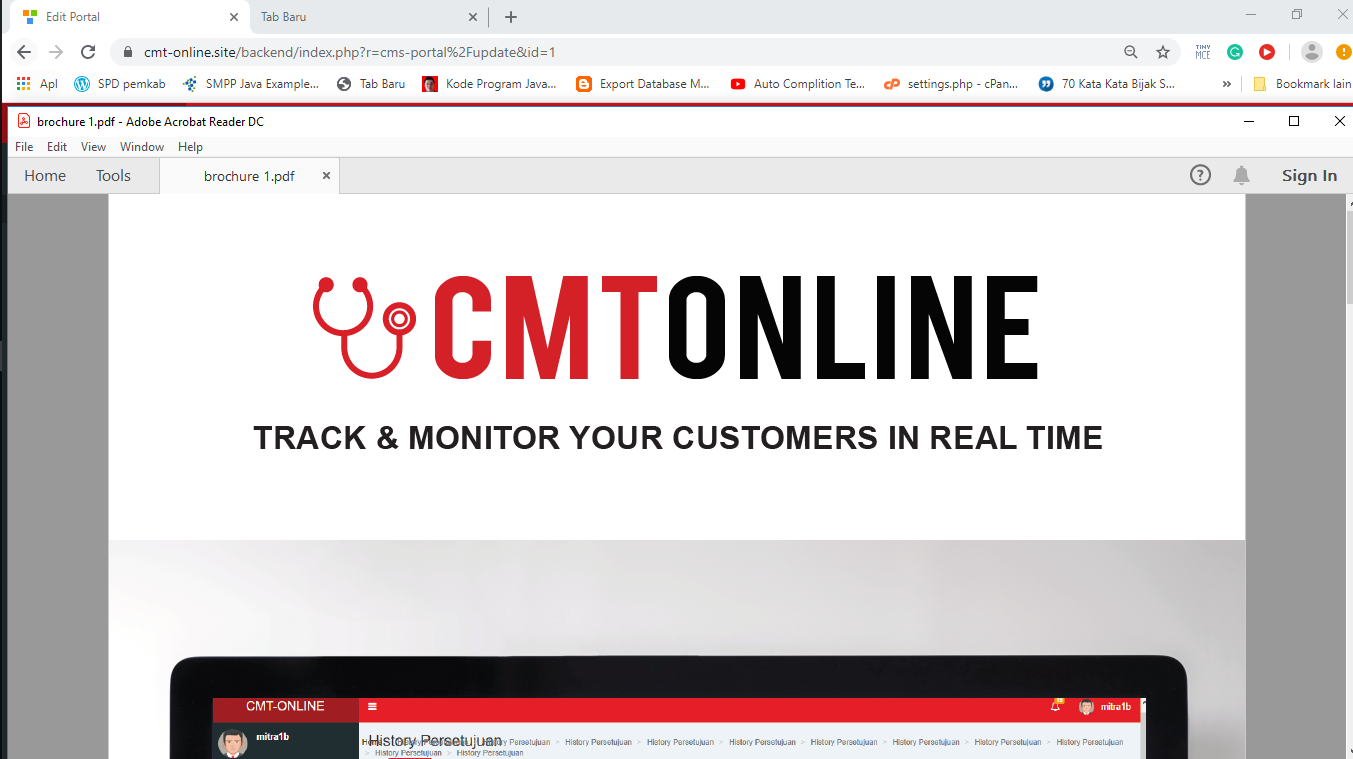 Edit Portal
Tab Baru
cmt-online.site/backend/index.php?r=cms-portal%2Fupdate&id=1
TINY
MCE
Apl
SPD pemkab
SMPP Java Example...
Tab Baru
Kode Program Java...
Export Database M...
Auto Complition Te...
settings.php - cPan...
70 Kata Kata Bijak S...
»
Bookmark lain
brochure 1.pdf - Adobe Acrobat Reader DC
File Edit View Window Help
Home Tools brochure 1.pdf Sign In
CMTONLINE
TRACK & MONITOR YOUR CUSTOMERS IN REAL TIME
CMT-ONLINE
mitra1b
mitra1b
History Persetujuan
History Persetujuan > History Persetujuan > History Persetujuan > History Persetujuan > History Persetujuan > History Persetujuan > History Persetujuan > History Persetujuan
> History Persetujuan > History Persetujuan